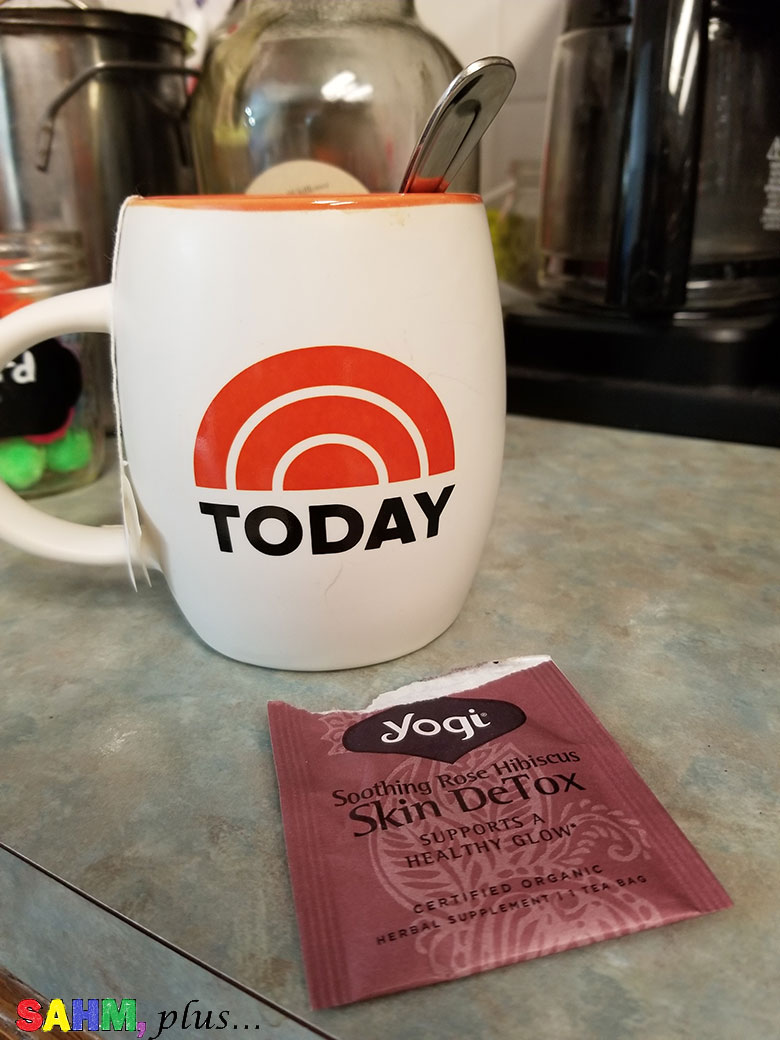 TODAY
yogi®
Soothing Rose Hibiscus
Skin DeTox
SUPPORTS A
HEALTHY GLOW*
CERTIFIED ORGANIC
HERBAL SUPPLEMENT | 1 TEA BAG
SAHM, plus...